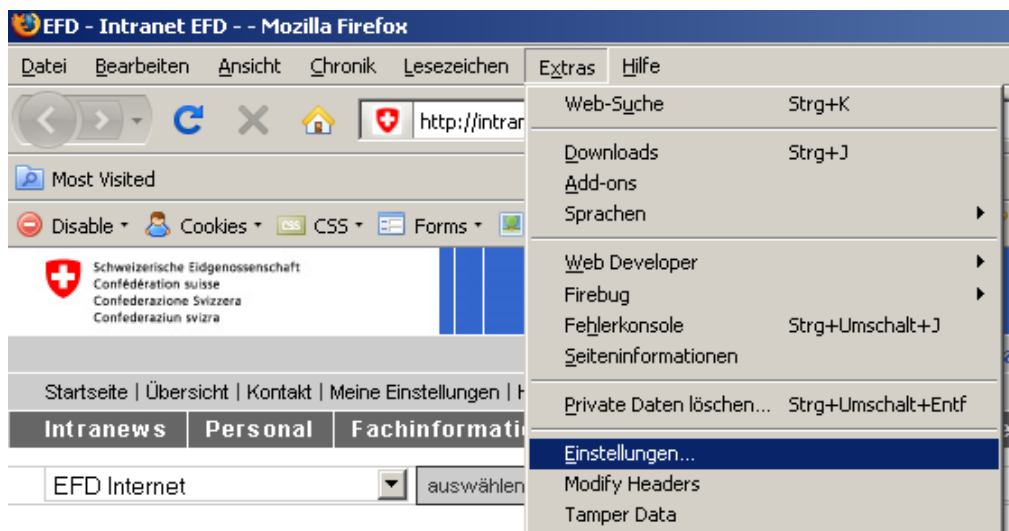 EFD - Intranet EFD - - Mozilla Firefox
Datei Bearbeiten Ansicht Chronik Lesezeichen Extras Hilfe
http://intran
Most Visited
Disable Cookies CSS Forms
Schweizerische Eidgenossenschaft
Confédération suisse
Confederazione Svizzera
Confederaziun svizra
Startseite | Übersicht | Kontakt | Meine Einstellungen | H
Intranews Personal Fachinformati
EFD Internet auswählen
Web-Suche Strg+K
Downloads Strg+J
Add-ons
Sprachen
Web Developer
Firebug
Fehlerkonsole Strg+Umschalt+J
Seiteninformationen
Private Daten löschen... Strg+Umschalt+Entf
Einstellungen...
Modify Headers
Tamper Data